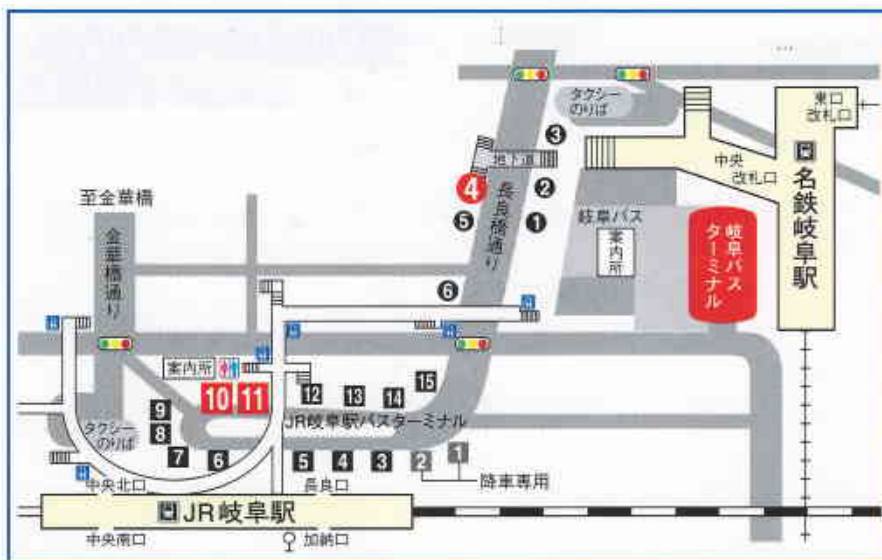 タクシー
のりば
東口
改札口
❸
地下道
中央
改札口
名鉄岐阜駅
4
❷
❺
❶
長良橋通り
岐阜バス
案内所
岐阜バス
ターミナル
至金華橋
金華橋通り
❻
案内所
10
11
12
13
14
15
JR岐阜駅バスターミナル
9
8
タクシー
のりば
7
6
5
4
3
2
1
降車専用
中央北口
長良口
JR岐阜駅
中央南口
加納口